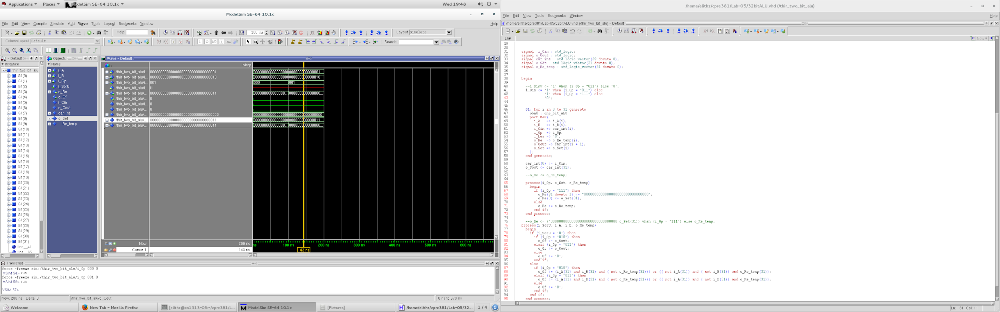 Applications Places ModelSim SE-64 10.1c Wed 19:48
ModelSim SE-64 10.1c
File Edit View Compile Simulate Add Wave Tools Layout Bookmarks Window Help
Help 100 ns Layout Simulate
ColumnLayout Default Search:
- Default
Instance
thir_two_bit_alu
G1(0)
G1(1)
G1(2)
G1(3)
G1(4)
G1(5)
G1(6)
G1(7)
G1(8)
G1(9)
G1(10)
G1(11)
G1(12)
G1(13)
G1(14)
G1(15)
G1(16)
G1(17)
G1(18)
G1(19)
G1(20)
G1(21)
G1(22)
G1(23)
G1(24)
G1(25)
G1(26)
G1(27)
G1(28)
G1(29)
G1(30)
G1(31)
line__41
line__65
Objects
Name
i_A
i_B
i_Op
i_SorU
o_Re
o_Of
i_Cin
o_Cout
car_int
o_Set
Re_temp
Wave - Default
Msgs
/thir_two_bit_alu/i... 00000000000000000000000000000001
/thir_two_bit_alu/i... 00000000000000000000000000000010
/thir_two_bit_alu/i... 001 000 001
/thir_two_bit_alu/i... U
/thir_two_bit_alu/... 00000000000000000000000000000011
/thir_two_bit_alu/... 0
/thir_two_bit_alu/i... 0
/thir_two_bit_alu/... 0
/thir_two_bit_alu/... 000000000000000000000000000000000
/thir_two_bit_alu/... 00000000000000000000000000000011
/thir_two_bit_alu/... 00000000000000000000000000000011
Now 200 ns ns 100 ns 200 ns 300 ns 400 ns 500 ns 600 ns
Cursor 1 143 ns 143 ns
Transcript
force -freeze sim:/thir_two_bit_alu/i_Op 000 0
VSIM 54> run
force -freeze sim:/thir_two_bit_alu/i_Op 001 0
VSIM 56> run
VSIM 57>
Now: 200 ns Delta: 0 /thir_two_bit_alu/o_Cout 0 ns to 679 ns
Welcome New Tab - Mozilla Firefox [elithz@co1313-05:~/cpre381/L... ModelSim SE-64 10.1c [Pictures] /home/elithz/cpre381/Lab-05/32... 1 / 4 1
/home/elithz/cpre381/Lab-05/32bitALU.vhd (/thir_two_bit_alu)
File Edit View Tools Bookmarks Window Help
/home/elithz/cpre381/Lab-05/32bitALU.vhd (/thir_two_bit_alu) - Default
Ln# Now
29
30
31 signal i_Cin : std_logic;
32 signal o_Cout : std_logic;
33 signal car_int : std_logic_vector(32 downto 0);
34 signal o_Set : std_logic_vector(31 downto 0);
35 signal o_Re_temp : std_logic_vector(31 downto 0);
36
37
38 begin
39
40 --i_Binv <= '1' when (i_Op = "011") else '0';
41 i_Cin <= '1' when (i_Op = "011") else
42 '1' when (i_Op = "111") else
43 '0';
44
45
46 G1: for i in 0 to 31 generate
47 obA0 : one_bit_ALU
48 port MAP(
49 i_A => i_A(i),
50 i_B => i_B(i),
51 i_Cin => car_int(i),
52 i_Op => i_Op,
53 i_Les => '0',
54 o_Re => o_Re_temp(i),
55 o_Cout => car_int(i + 1),
56 o_Set => o_Set(i)
57 );
58 end generate;
59
60 car_int(0) <= i_Cin;
61 o_Cout <= car_int(32);
62
63 --o_Re <= o_Re_temp;
64
65 process(i_Op, o_Set, o_Re_temp)
66 begin
67 if (i_Op = "111") then
68 o_Re(31 downto 1) <= "0000000000000000000000000000000";
69 o_Re(0) <= o_Set(31);
70 else
71 o_Re <= o_Re_temp;
72 end if;
73 end process;
74
75 --o_Re <= ("0000000000000000000000000000000 o_Set(31)) when (i_Op = "111") else o_Re_temp;
76 process(i_SorU, i_A, i_B, o_Re_temp)
77 begin
78 if (i_SorU = '0') then
79 if (i_Op = "010") then
80 o_Of <= o_Cout;
81 elsif (i_Op = "011") then
82 o_Of <= o_Cout;
83 else
84 o_Of <= '0';
85 end if;
86 else
87 if (i_Op = "010") then
88 o_Of <= (i_A(31) and i_B(31) and ( not o_Re_temp(31))) or (( not i_A(31)) and ( not i_B(31)) and o_Re_temp(31));
89 elsif (i_Op = "011") then
90 o_Of <= (i_A(31) and i_B(31) and ( not o_Re_temp(31))) or (( not i_A(31)) and ( not i_B(31)) and o_Re_temp(31));
91 else
92 o_Of <= '0';
93 end if;
94 end if;
95 end process;
Ln: 81 Col: 11